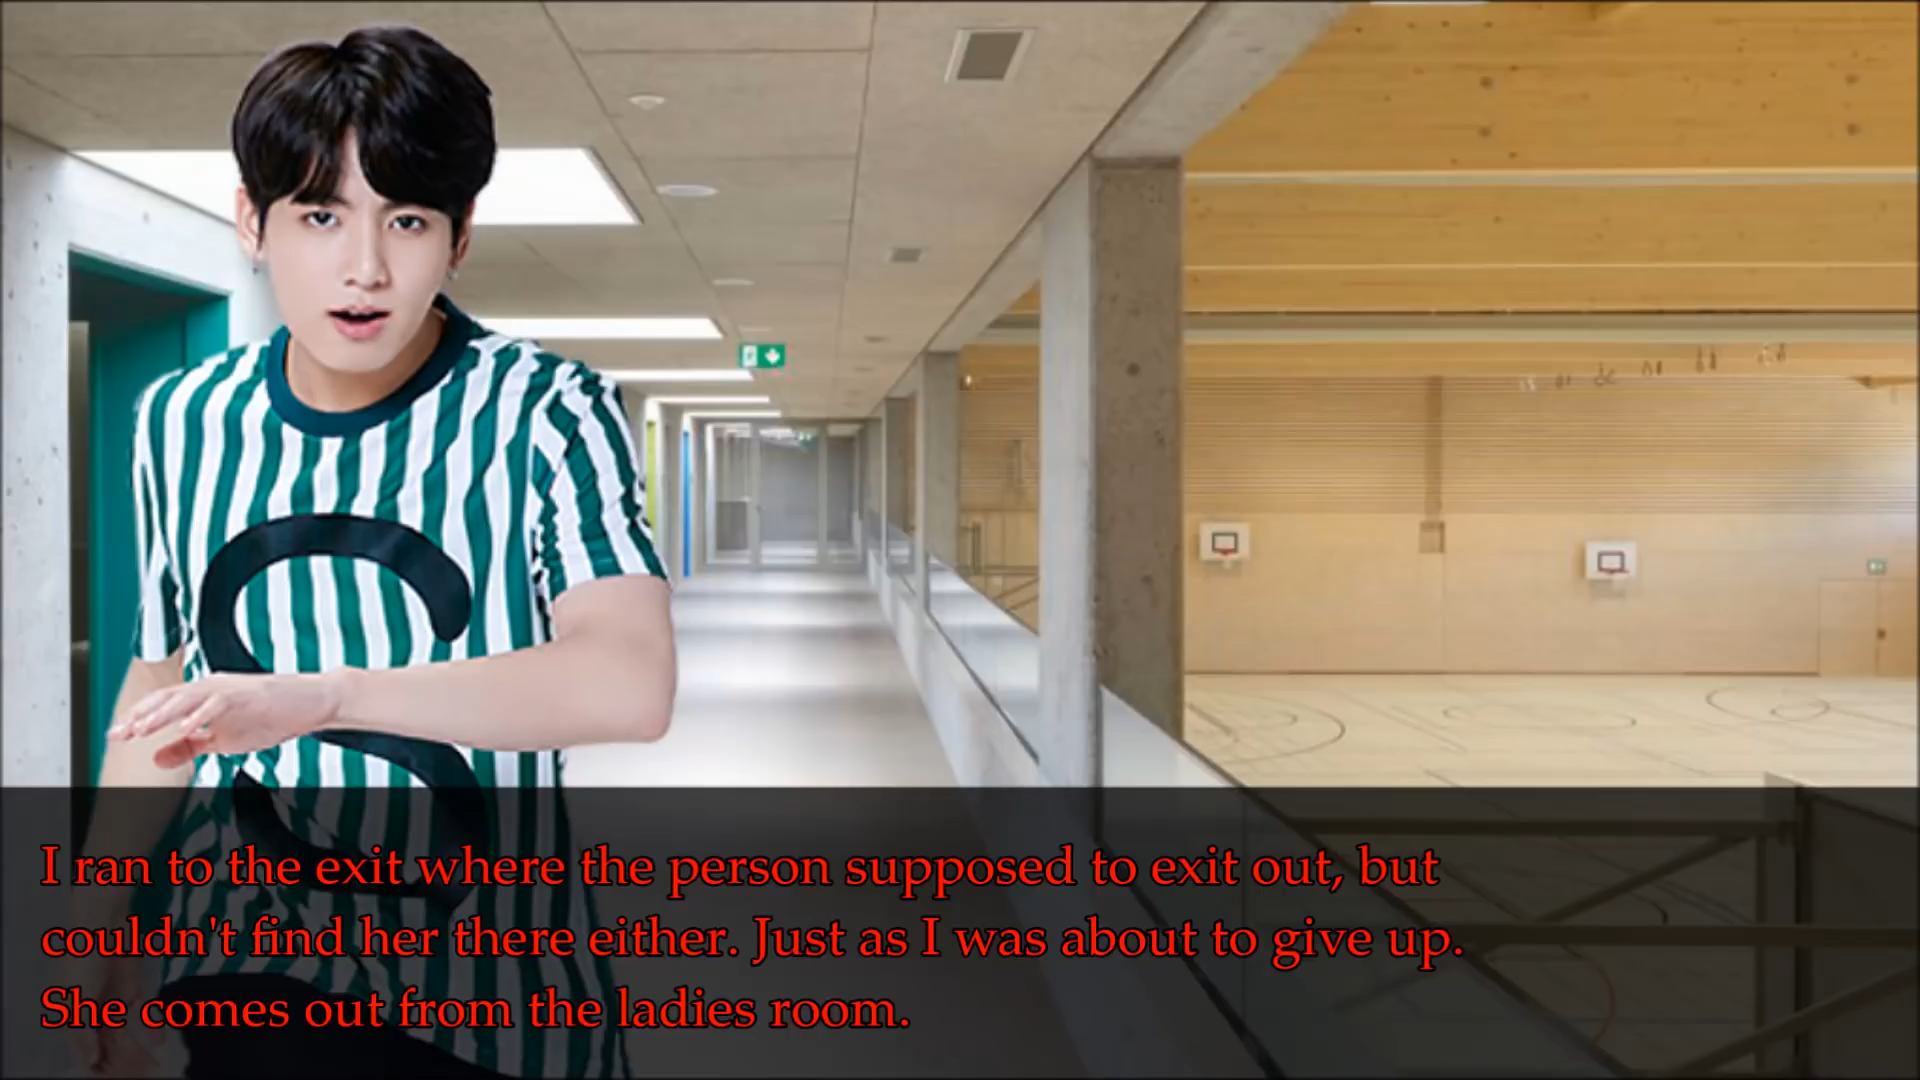 I ran to the exit where the person supposed to exit out, but
couldn't find her there either. Just as I was about to give up.
She comes out from the ladies room.